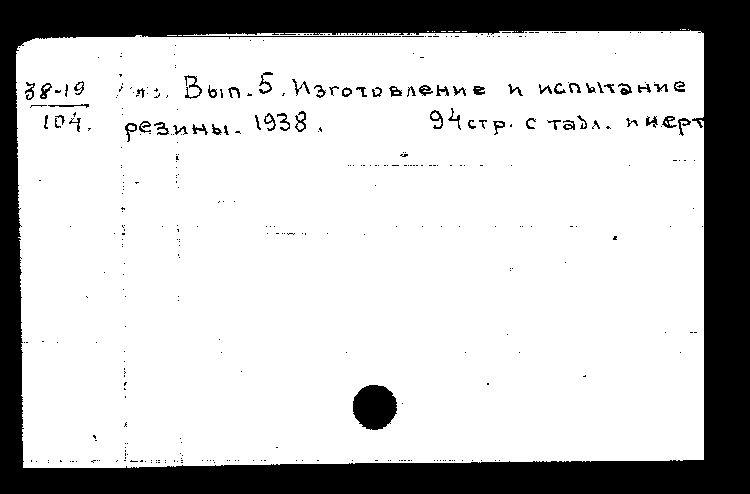 38-19 Вып. 5. Изготовление и испытание
104. резины. 1938. 94 стр. с табл. и черт